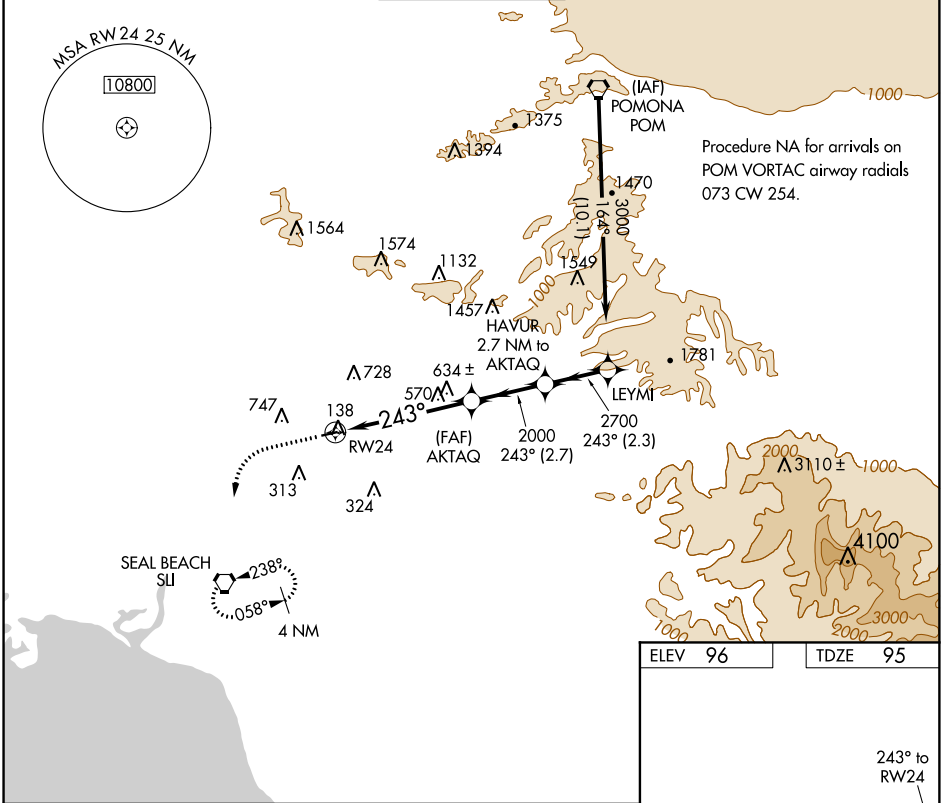 MSA RW24 25 NM
10800
(IAF)
POMONA
POM
1000
1375
1394
Procedure NA for arrivals on
POM VORTAC airway radials
073 CW 254.
1470
3000
164°
(10.1)
1564
1574
1132
1549
1000
1457
HAVUR
2.7 NM to
AKTAQ
1781
728
634 ±
570
LEYMI
747
138
243°
RW24
(FAF)
AKTAQ
2000
243° (2.7)
2700
243° (2.3)
313
324
2000
3110 ±
1000
4100
SEAL BEACH
SLI
238°
058°
4 NM
3000
1000
2000
ELEV 96
TDZE 95
243° to
RW24